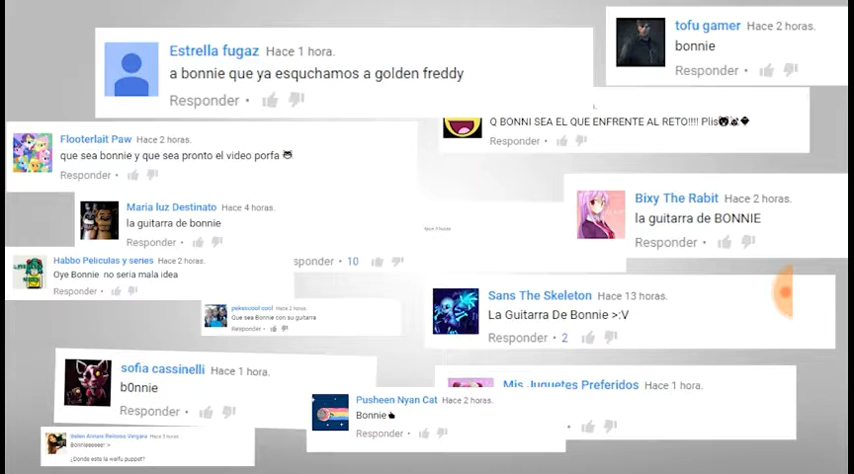 Estrella fugaz Hace 1 hora.
a bonnie que ya esquchamos a golden freddy
Responder •
tofu gamer Hace 2 horas.
bonnie
Responder •
Q BONNI SEA EL QUE ENFRENTE AL RETO!!!! Plis
Responder •
Flooterlait Paw Hace 2 horas.
que sea bonnie y que sea pronto el video porfa
Responder •
Maria luz Destinato Hace 4 horas.
la guitarra de bonnie
Responder •
Bixy The Rabit Hace 2 horas.
la guitarra de BONNIE
Responder •
sponder • 10
Habbo Peliculas y series Hace 2 horas.
Oye Bonnie no seria mala idea
Responder •
pekescool cool Hace 2 horas.
Que sea Bonnie con su guitarra
Responder •
Sans The Skeleton Hace 13 horas.
La Guitarra De Bonnie >:V
Responder • 2
sofia cassinelli Hace 1 hora.
b0nnie
Responder •
Mis Juguetes Preferidos Hace 1 hora.
Pusheen Nyan Cat Hace 2 horas.
Bonnie
Responder •
¿Donde esta la waifu puppet?